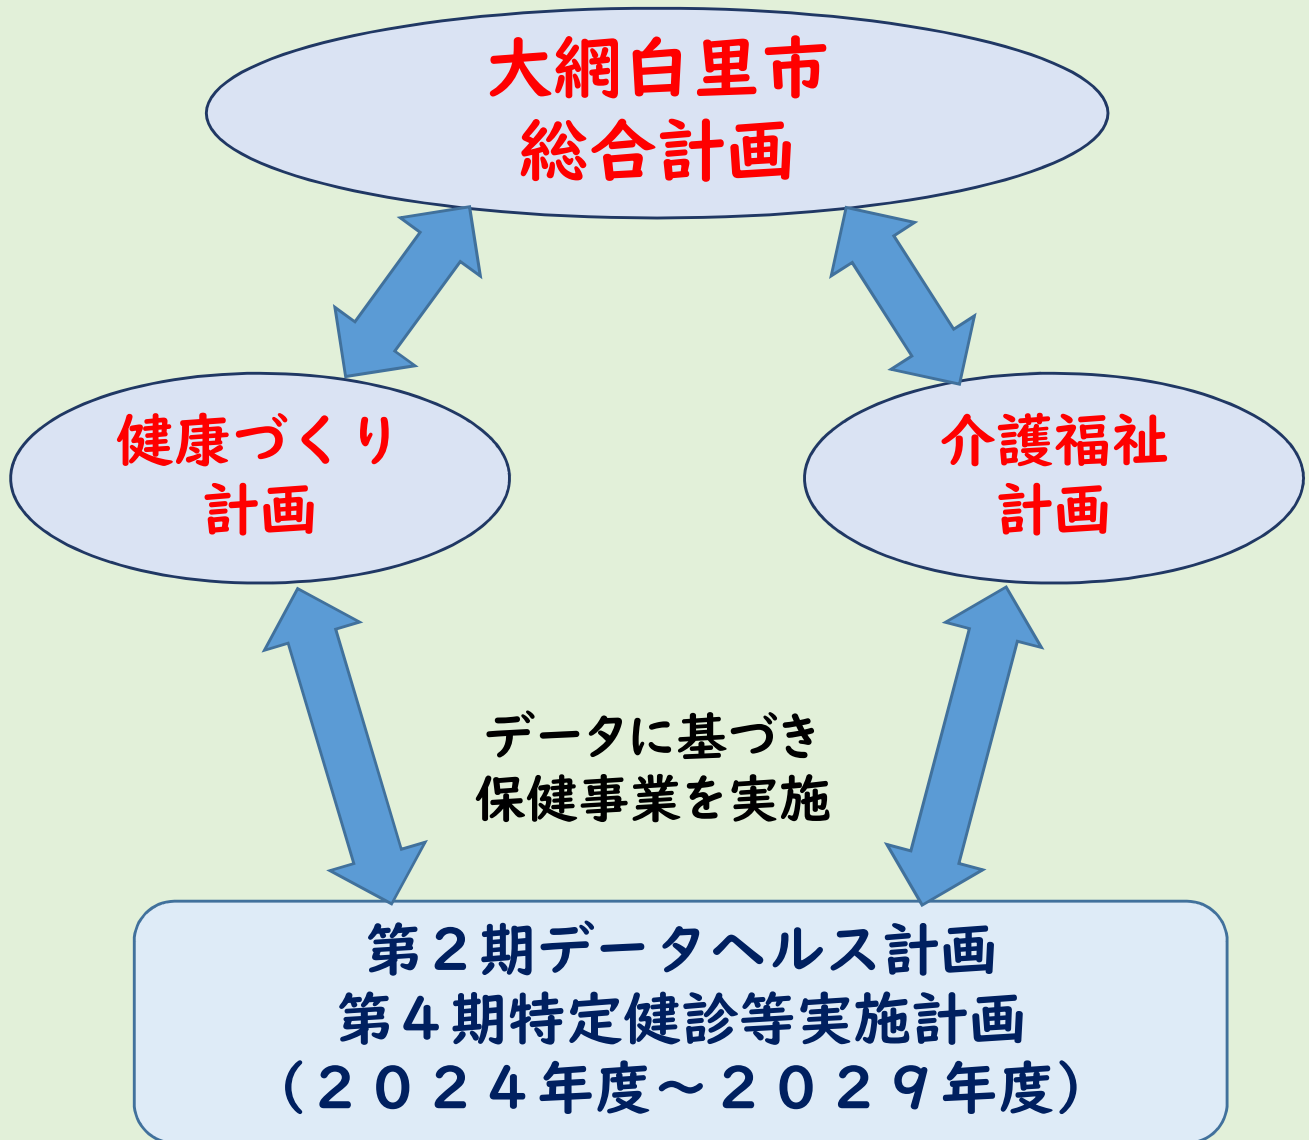 大網白里市
総合計画
健康づくり
計画
介護福祉
計画
データに基づき
保健事業を実施
第２期データヘルス計画
第４期特定健診等実施計画
（２０２４年度～２０２９年度）